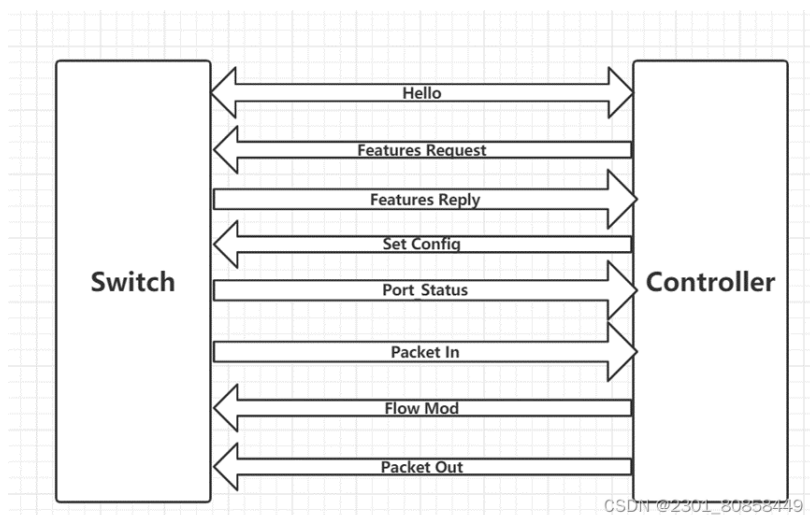 Hello
Features Request
Features Reply
Set Config
Switch
Port_Status
Controller
Packet In
Flow Mod
Packet Out
CSDN @2301_80858449